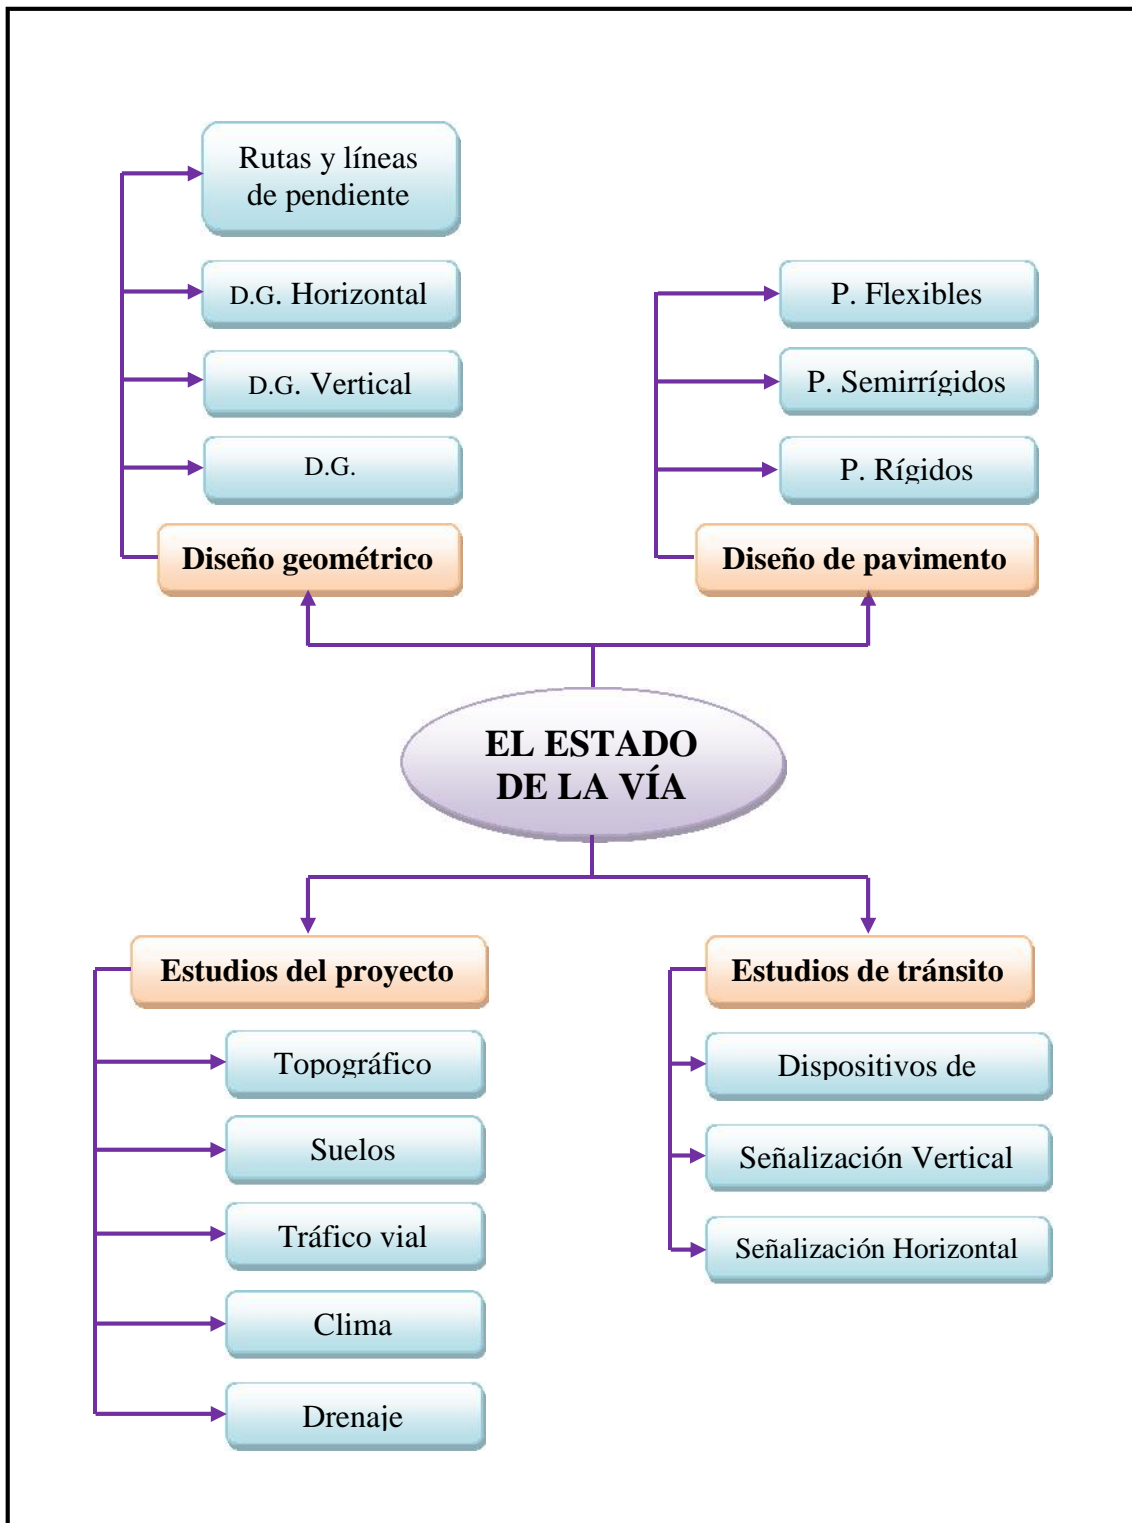 Rutas y líneas
de pendiente
D.G. Horizontal
D.G. Vertical
D.G.
Diseño geométrico
P. Flexibles
P. Semirrígidos
P. Rígidos
Diseño de pavimento
EL ESTADO
DE LA VÍA
Estudios del proyecto
Topográfico
Suelos
Tráfico vial
Clima
Drenaje
Estudios de tránsito
Dispositivos de
Señalización Vertical
Señalización Horizontal